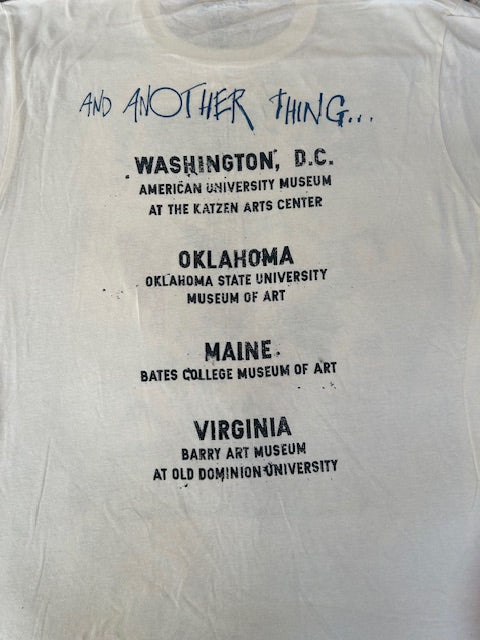 AND ANOTHER THING...
WASHINGTON, D.C.
AMERICAN UNIVERSITY MUSEUM
AT THE KATZEN ARTS CENTER
OKLAHOMA
OKLAHOMA STATE UNIVERSITY
MUSEUM OF ART
MAINE
BATES COLLEGE MUSEUM OF ART
VIRGINIA
BARRY ART MUSEUM
AT OLD DOMINION UNIVERSITY